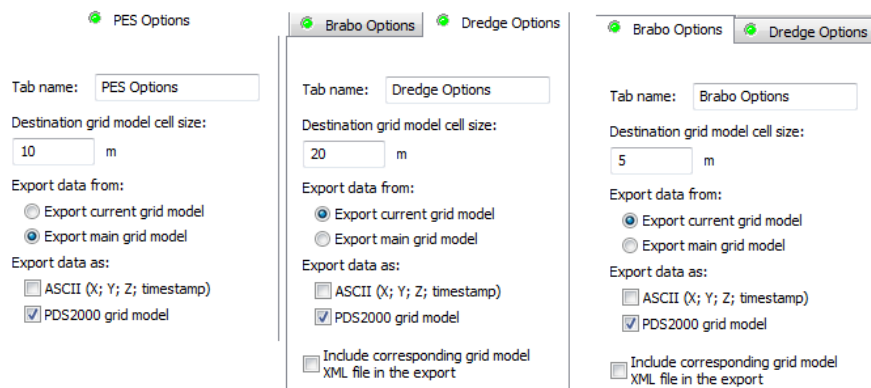 PES Options
Tab name: PES Options
Destination grid model cell size:
10 m
Export data from:
Export current grid model
Export main grid model
Export data as:
ASCII (X; Y; Z; timestamp)
PDS2000 grid model
Brabo Options Dredge Options
Tab name: Dredge Options
Destination grid model cell size:
20 m
Export data from:
Export current grid model
Export main grid model
Export data as:
ASCII (X; Y; Z; timestamp)
PDS2000 grid model
Include corresponding grid model
XML file in the export
Brabo Options Dredge Options
Tab name: Brabo Options
Destination grid model cell size:
5 m
Export data from:
Export current grid model
Export main grid model
Export data as:
ASCII (X; Y; Z; timestamp)
PDS2000 grid model
Include corresponding grid model
XML file in the export